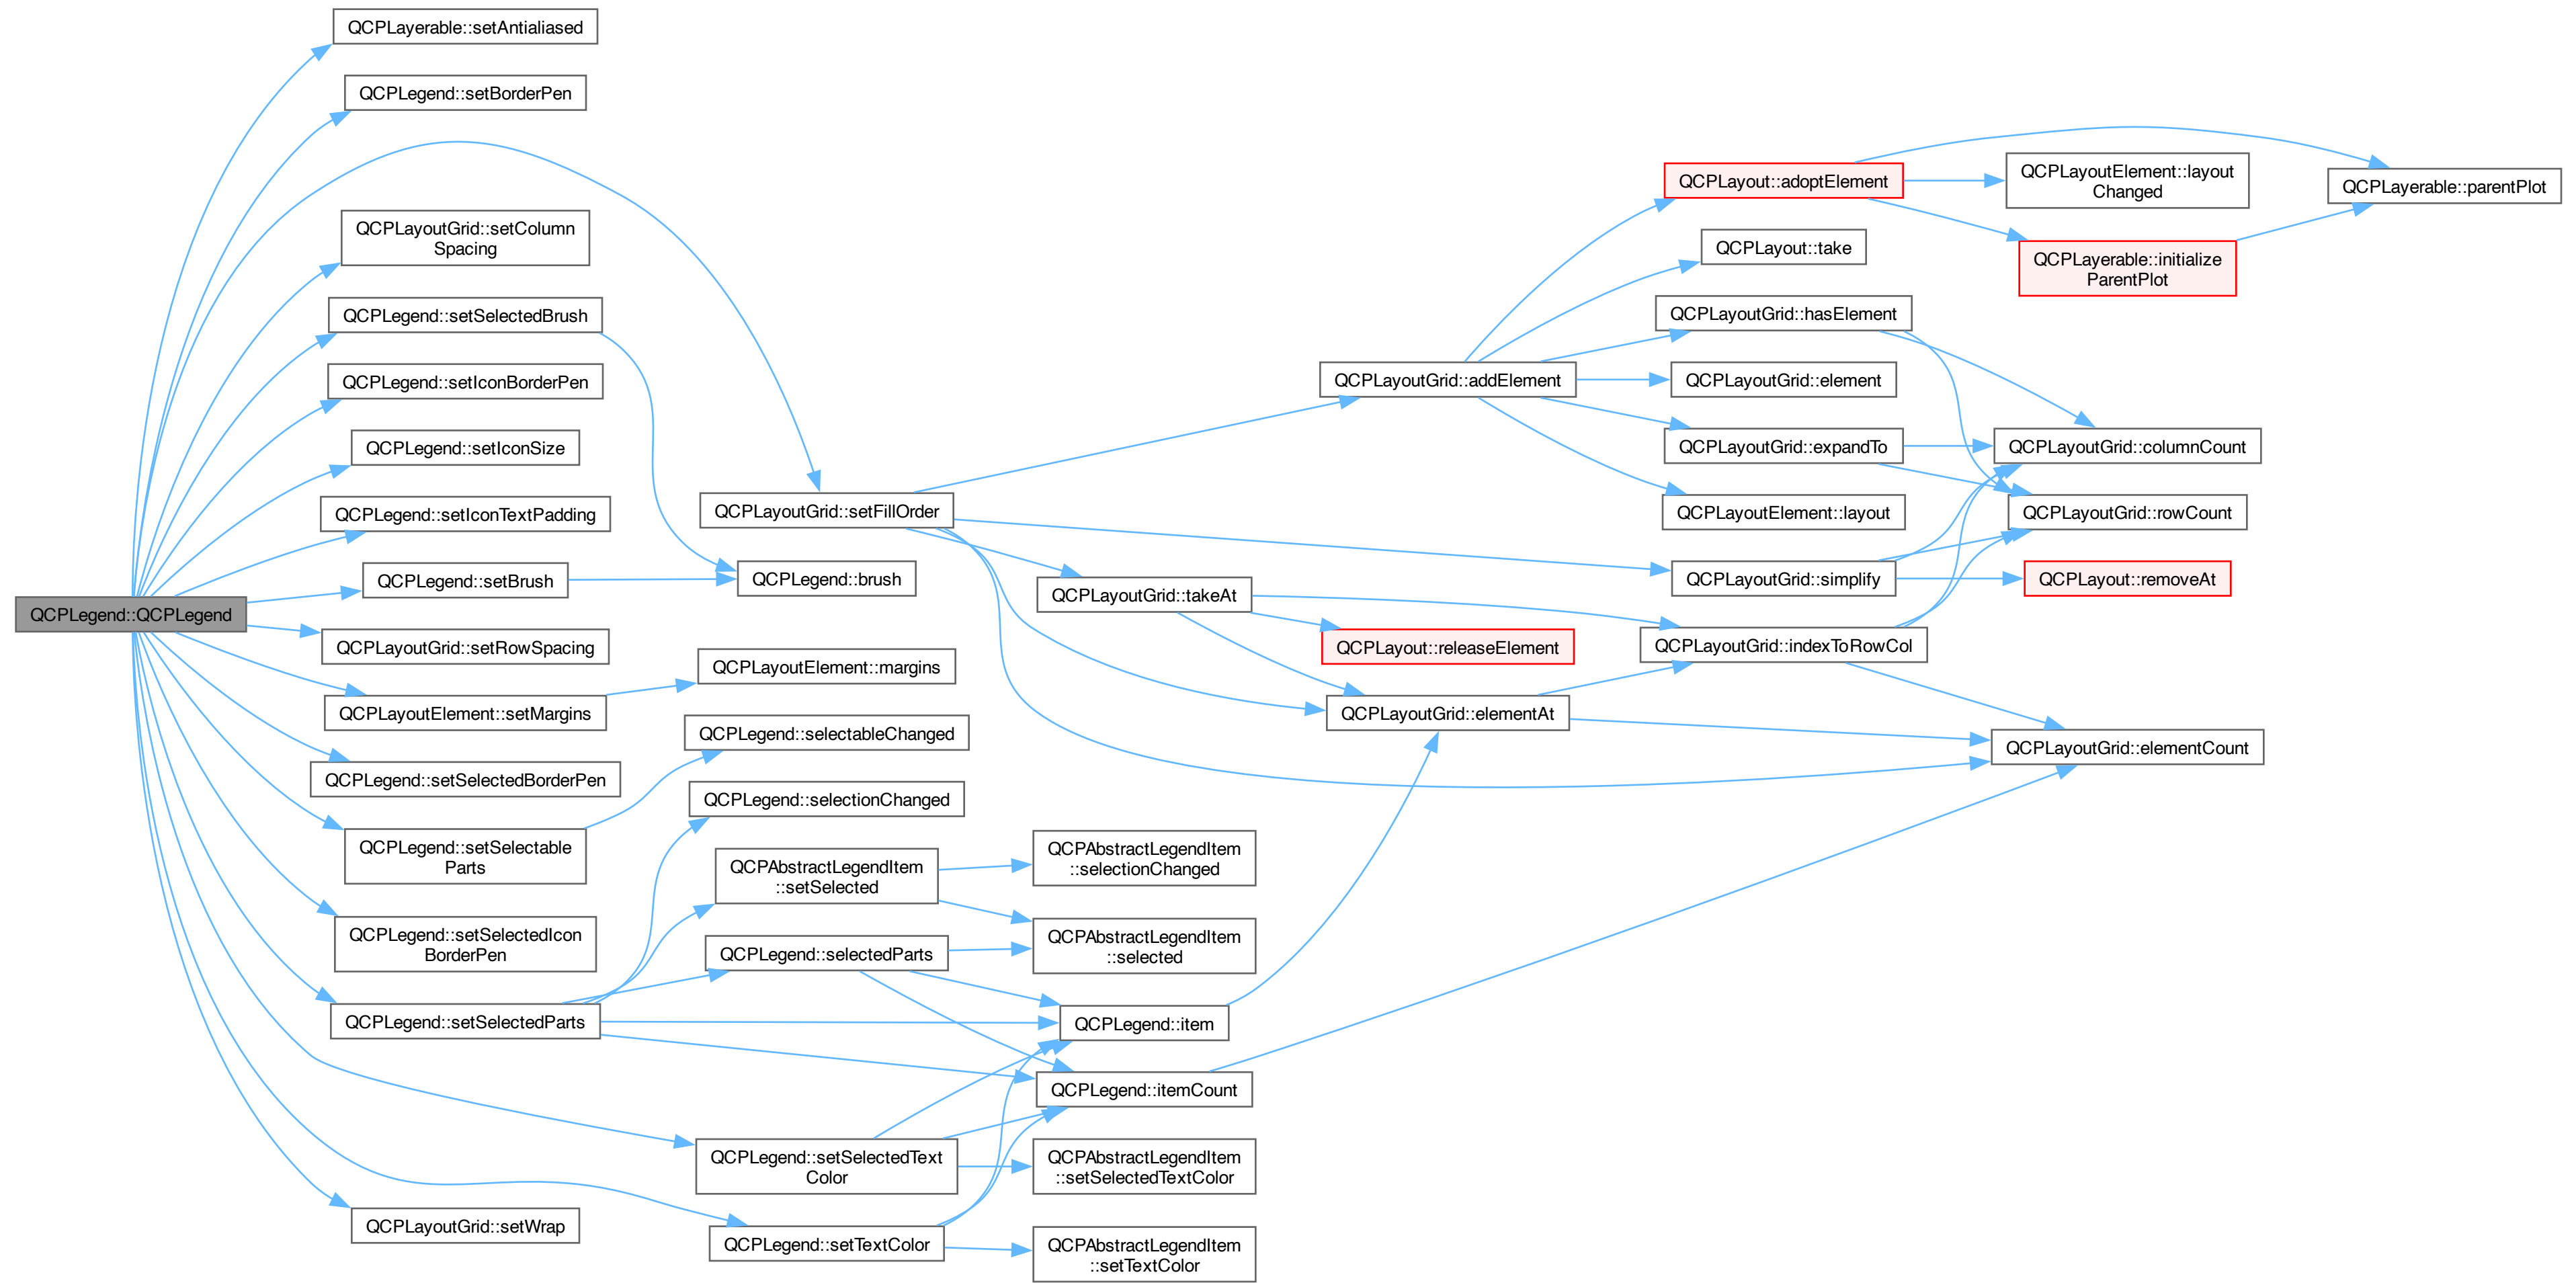 QCPLegend::QCPLegend
QCPLayerable::setAntialiased
QCPLegend::setBorderPen
QCPLayoutGrid::setColumn
Spacing
QCPLegend::setSelectedBrush
QCPLegend::setIconBorderPen
QCPLegend::setIconSize
QCPLegend::setIconTextPadding
QCPLegend::setBrush
QCPLayoutGrid::setRowSpacing
QCPLayoutElement::setMargins
QCPLegend::setSelectedBorderPen
QCPLegend::setSelectable
Parts
QCPLegend::setSelectedIcon
BorderPen
QCPLegend::setSelectedParts
QCPLayoutGrid::setWrap
QCPLayoutGrid::setFillOrder
QCPLegend::brush
QCPLayoutElement::margins
QCPLegend::selectableChanged
QCPLegend::selectionChanged
QCPAbstractLegendItem
::setSelected
QCPLegend::selectedParts
QCPLegend::setSelectedText
Color
QCPLegend::setTextColor
QCPLayoutGrid::takeAt
QCPAbstractLegendItem
::selectionChanged
QCPAbstractLegendItem
::selected
QCPLegend::item
QCPLegend::itemCount
QCPAbstractLegendItem
::setSelectedTextColor
QCPAbstractLegendItem
::setTextColor
QCPLayoutGrid::addElement
QCPLayout::releaseElement
QCPLayoutGrid::elementAt
QCPLayout::adoptElement
QCPLayout::take
QCPLayoutGrid::hasElement
QCPLayoutGrid::element
QCPLayoutGrid::expandTo
QCPLayoutElement::layout
QCPLayoutGrid::simplify
QCPLayoutGrid::indexToRowCol
QCPLayoutElement::layout
Changed
QCPLayerable::initialize
ParentPlot
QCPLayoutGrid::columnCount
QCPLayoutGrid::rowCount
QCPLayout::removeAt
QCPLayoutGrid::elementCount
QCPLayerable::parentPlot